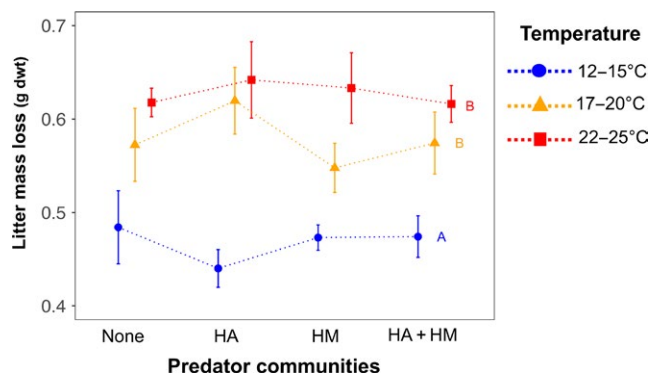 0.7
0.6
0.5
0.4
Litter mass loss (g dwt)
B
B
A
None HA HM HA + HM
Predator communities
Temperature
12–15°C
17–20°C
22–25°C